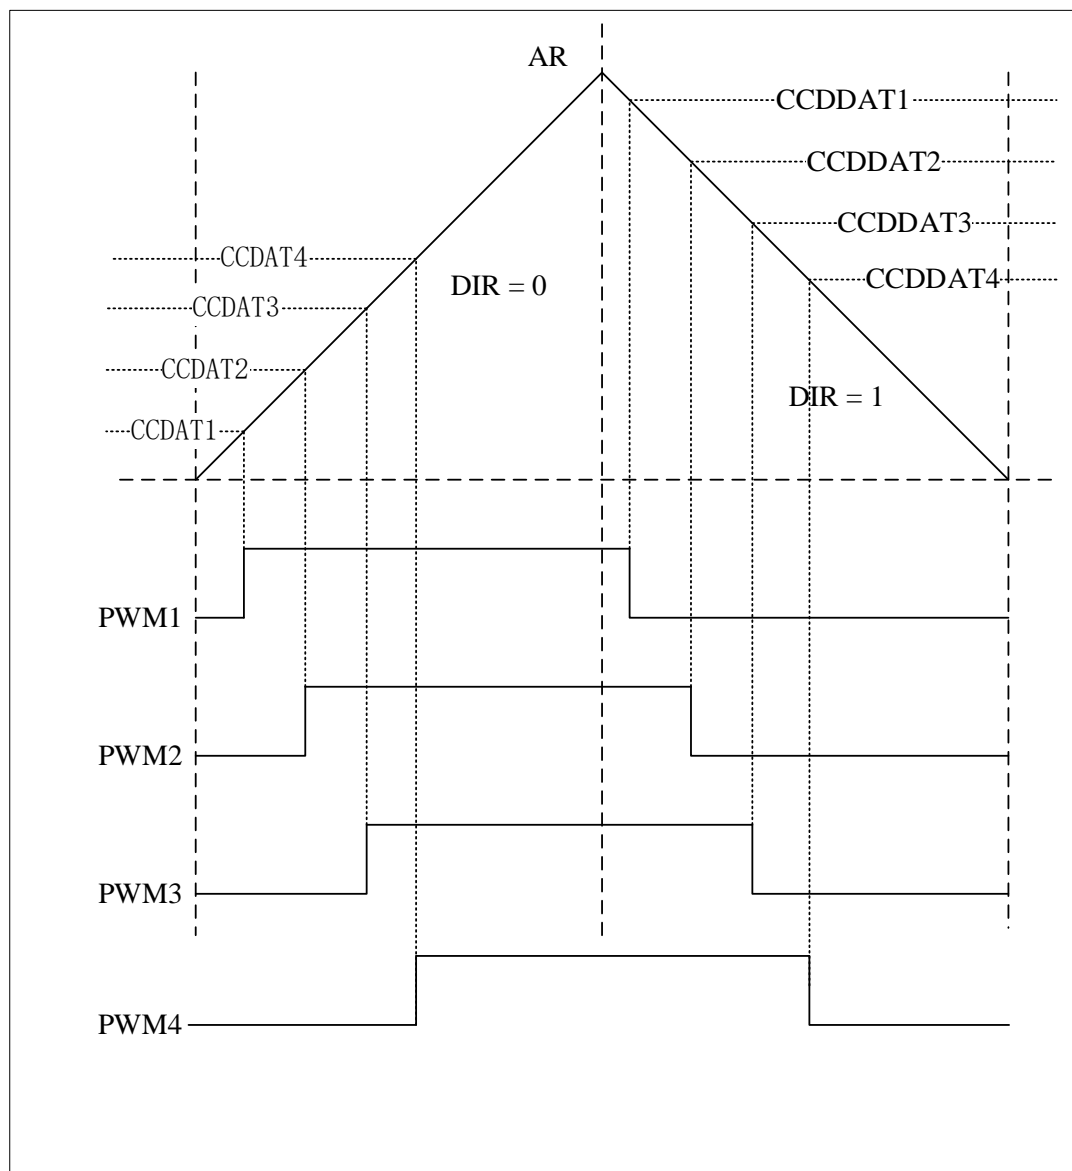 AR
CCDDAT1
CCDDAT2
CCDDAT3
CCDAT4
CCDDAT4
DIR = 0
CCDAT3
CCDAT2
DIR = 1
CCDAT1
PWM1
PWM2
PWM3
PWM4